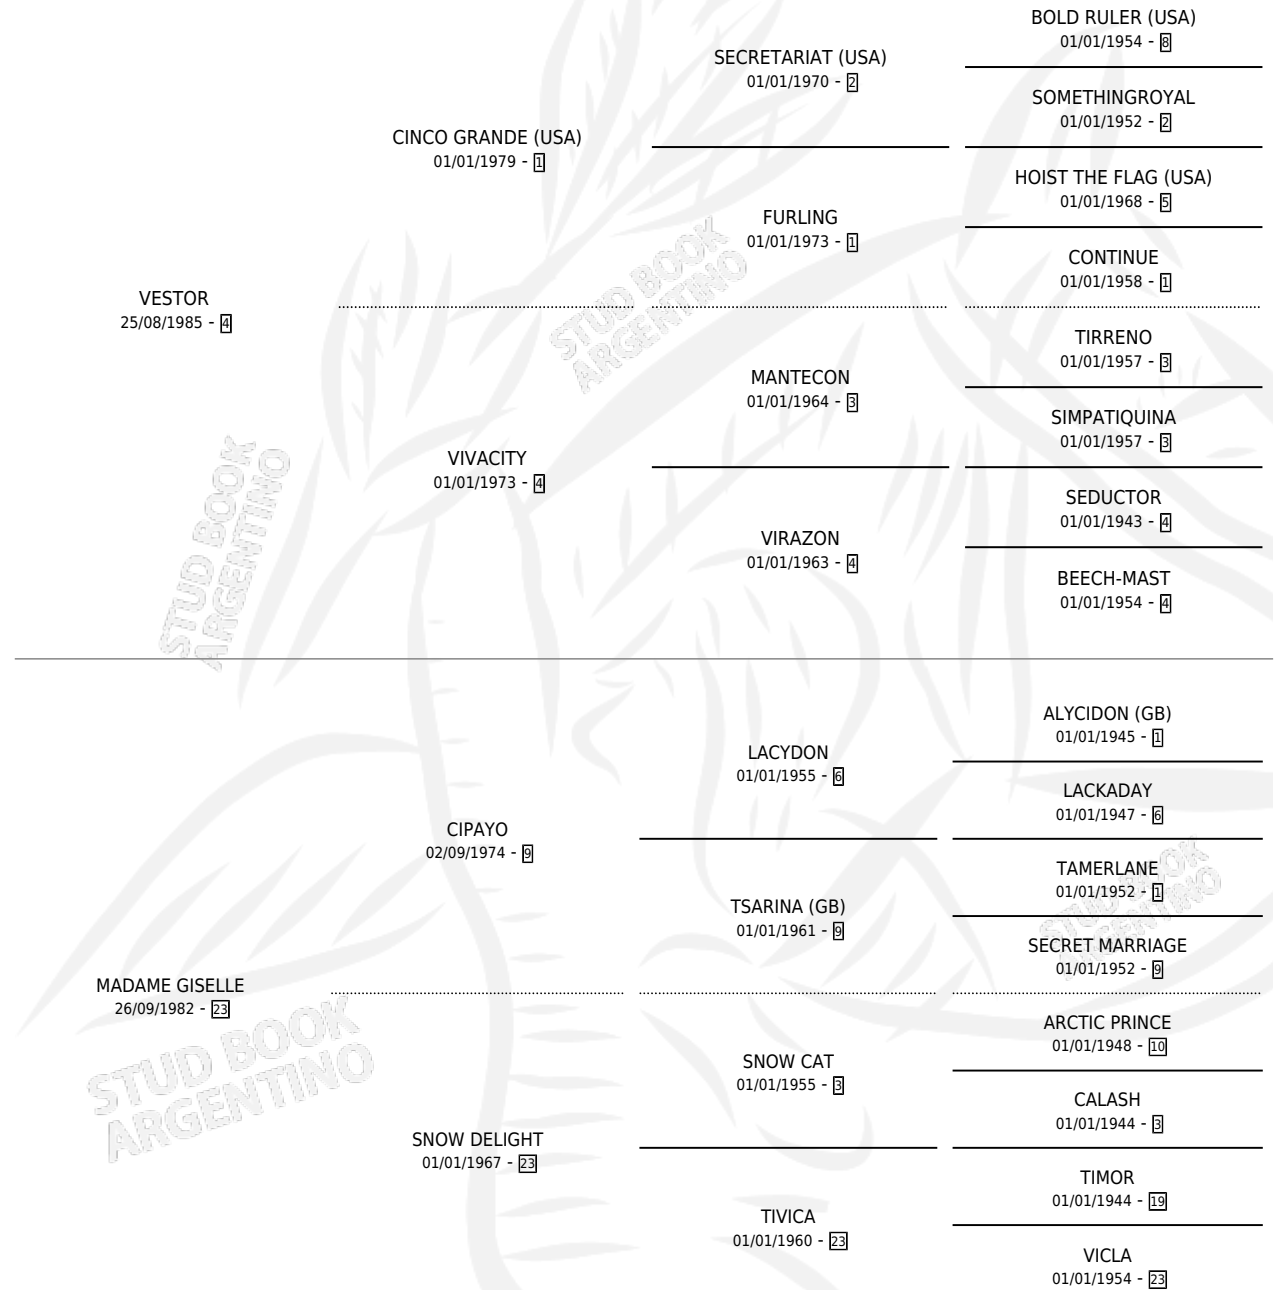 BOLD RULER (USA)
01/01/1954 - 8
SECRETARIAT (USA)
01/01/1970 - 2
SOMETHINGROYAL
01/01/1952 - 2
CINCO GRANDE (USA)
01/01/1979 - 1
HOIST THE FLAG (USA)
01/01/1968 - 5
FURLING
01/01/1973 - 1
CONTINUE
01/01/1958 - 1
VESTOR
25/08/1985 - 4
STUD BOOK
ARGENTINO
TIRRENO
01/01/1957 - 3
MANTECON
01/01/1964 - 3
SIMPATIQUINA
01/01/1957 - 3
VIVACITY
01/01/1973 - 4
SEDUCTOR
01/01/1943 - 4
VIRAZON
01/01/1963 - 4
BEECH-MAST
01/01/1954 - 4
STUD BOOK
ARGENTINO
ALYCIDON (GB)
01/01/1945 - 1
LACYDON
01/01/1955 - 6
LACKADAY
01/01/1947 - 6
CIPAYO
02/09/1974 - 9
TAMERLANE
01/01/1952 - 1
TSARINA (GB)
01/01/1961 - 9
SECRET MARRIAGE
01/01/1952 - 9
STUD BOOK
ARGENTINO
MADAME GISELLE
26/09/1982 - 23
ARCTIC PRINCE
01/01/1948 - 10
SNOW CAT
01/01/1955 - 3
CALASH
01/01/1944 - 3
STUD BOOK
ARGENTINO
SNOW DELIGHT
01/01/1967 - 23
TIMOR
01/01/1944 - 19
TIVICA
01/01/1960 - 23
VICLA
01/01/1954 - 23